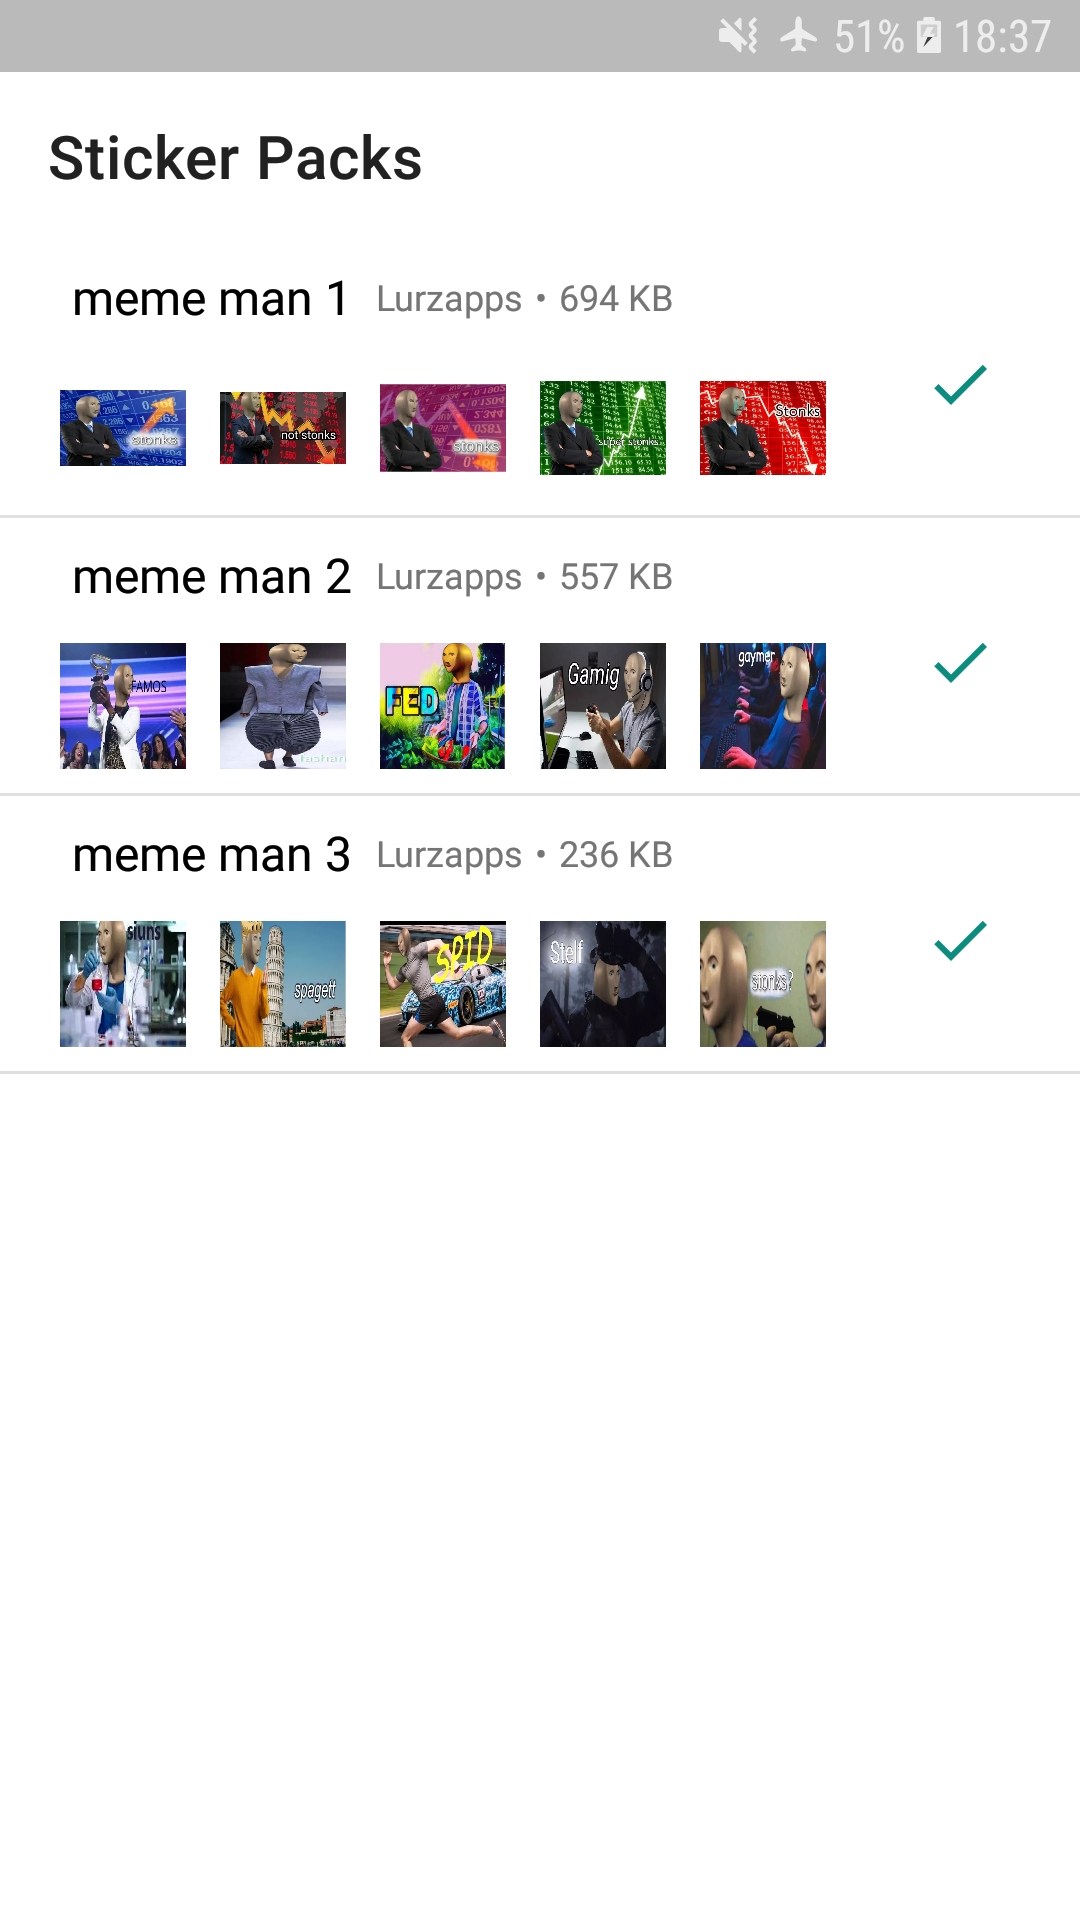 51% 18:37
Sticker Packs
meme man 1 Lurzapps • 694 KB
stonks
not stonks
stonks
super stonks
Stonks
meme man 2 Lurzapps • 557 KB
FAMOS
fashan
FED
Gamig
gaymer
meme man 3 Lurzapps • 236 KB
siuns
spagett
SPID
Stelf
stonks?